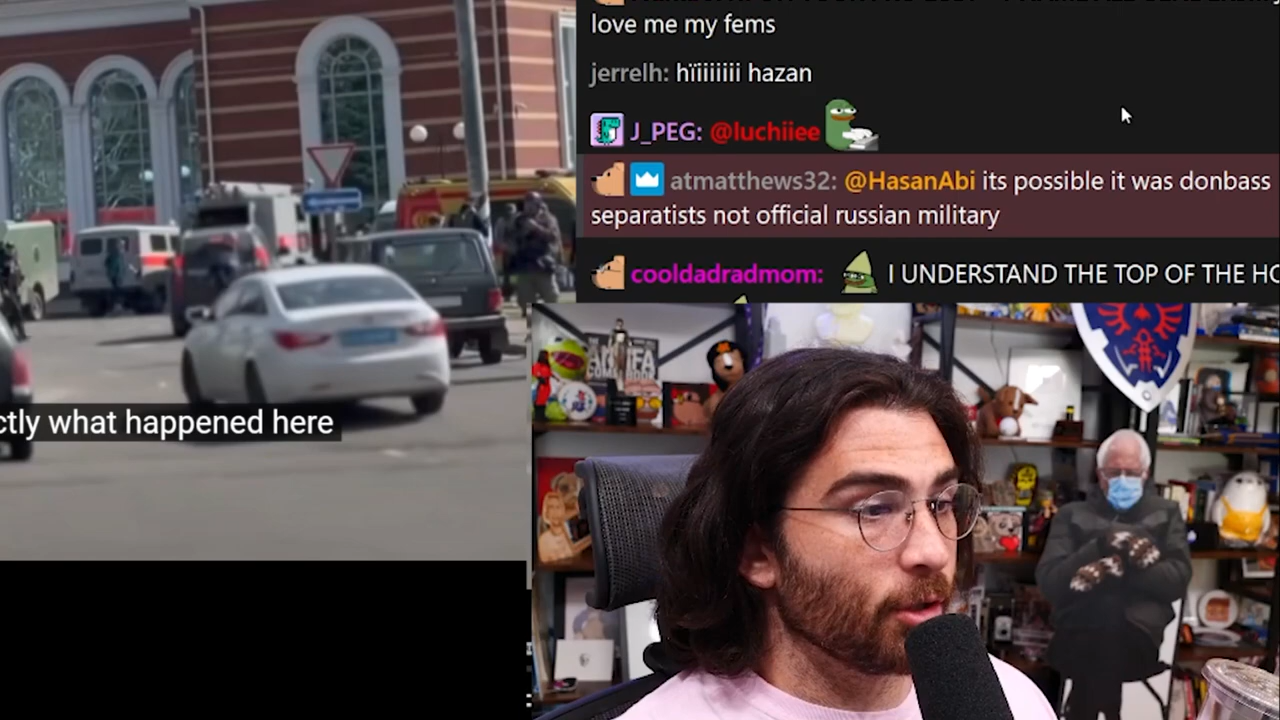 love me my fems
jerrelh: hïiiiiiii hazan
J_PEG: @luchiiee
atmatthews32: @HasanAbi its possible it was donbass
separatists not official russian military
cooldadradmom: I UNDERSTAND THE TOP OF THE HO
ctly what happened here